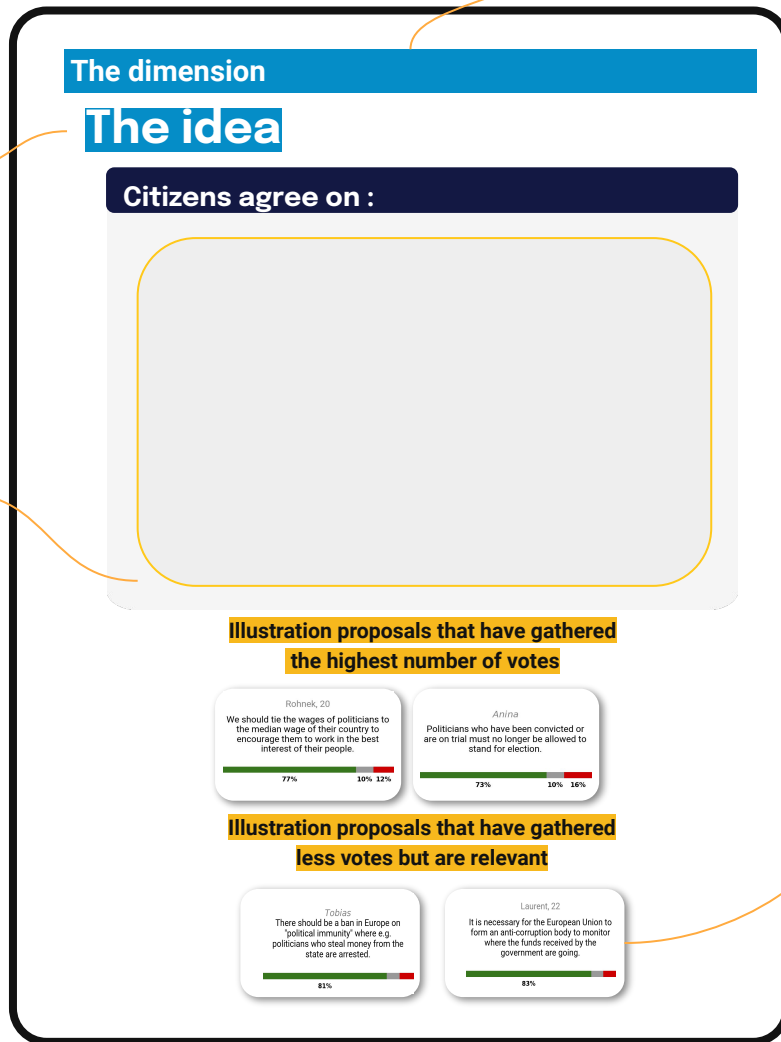 The dimension
The idea
Citizens agree on :
Illustration proposals that have gathered
the highest number of votes
Rohnek, 20
We should tie the wages of politicians to
the median wage of their country to
encourage them to work in the best
interest of their people.
77% 10% 12%
Anina
Politicians who have been convicted or
are on trial must no longer be allowed to
stand for election.
73% 10% 16%
Illustration proposals that have gathered
less votes but are relevant
Tobias
There should be a ban in Europe on
"political immunity" where e.g.
politicians who steal money from the
state are arrested.
81%
Laurent, 22
It is necessary for the European Union to
form an anti-corruption body to monitor
where the funds received by the
government are going.
83%